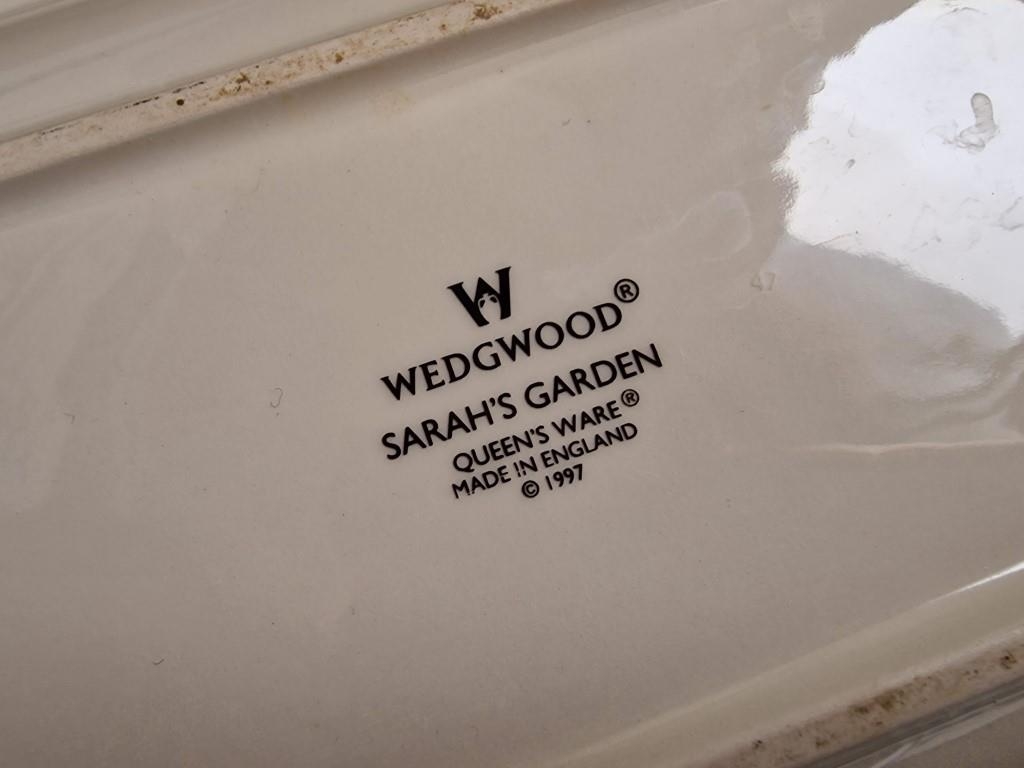 W
WEDGWOOD®
SARAH'S GARDEN
QUEEN'S WARE®
MADE IN ENGLAND
© 1997